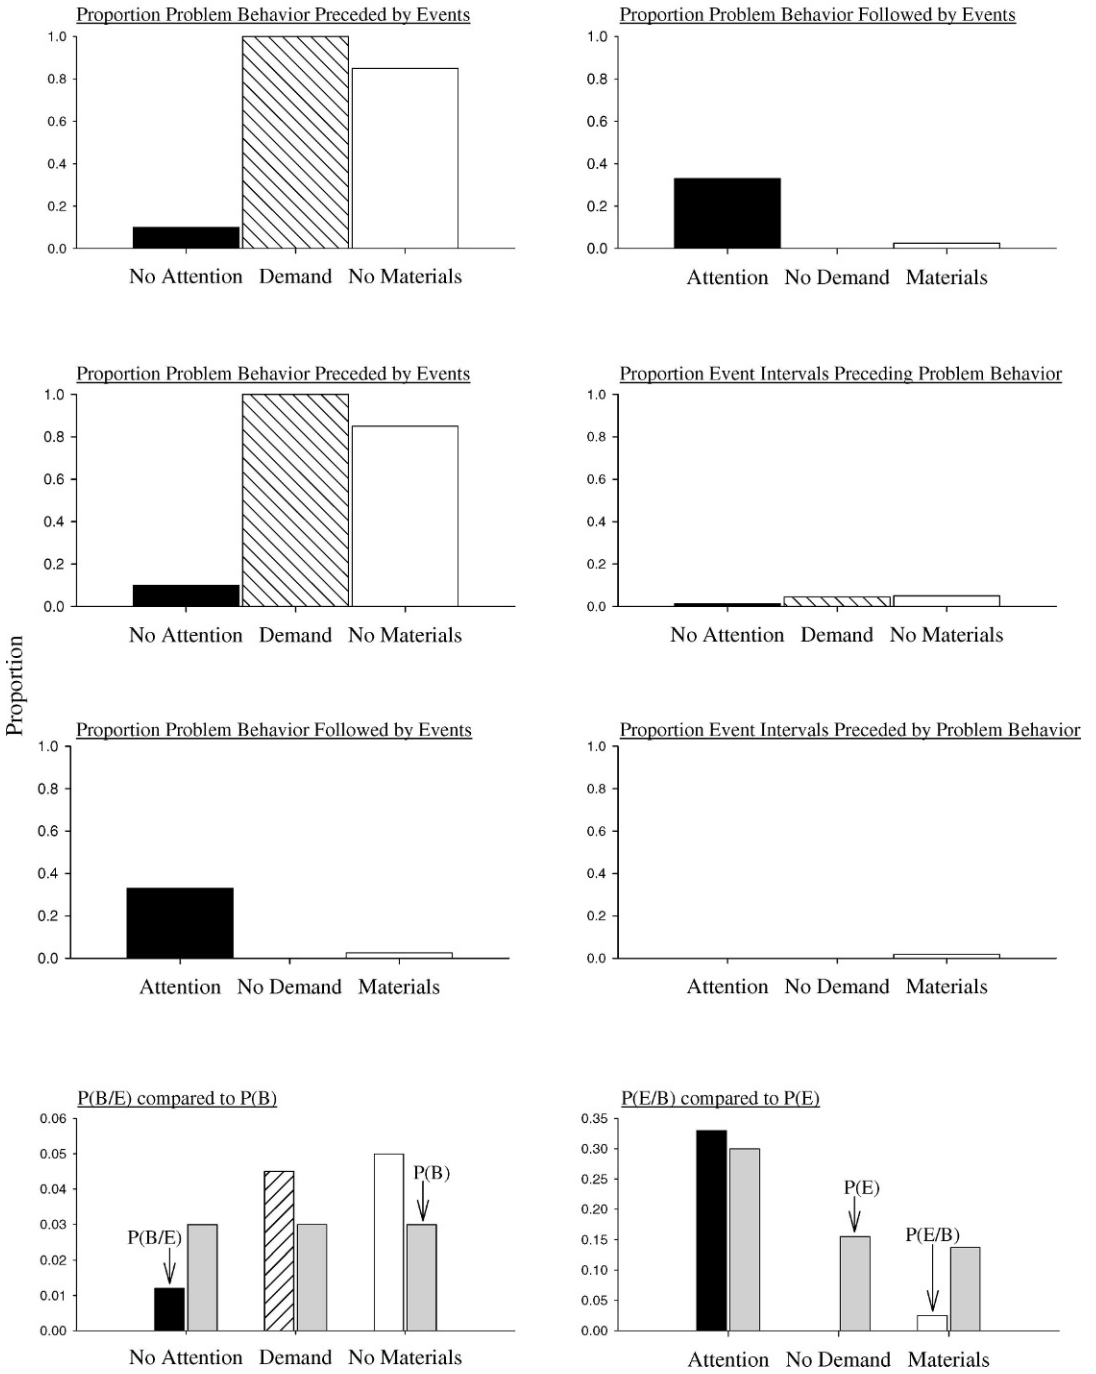 Proportion Problem Behavior Preceded by Events
1.0
0.8
0.6
0.4
0.2
0.0
No Attention Demand No Materials
Proportion Problem Behavior Followed by Events
1.0
0.8
0.6
0.4
0.2
0.0
Attention No Demand Materials
Proportion Problem Behavior Preceded by Events
1.0
0.8
0.6
0.4
0.2
0.0
No Attention Demand No Materials
Proportion Event Intervals Preceding Problem Behavior
1.0
0.8
0.6
0.4
0.2
0.0
No Attention Demand No Materials
Proportion
Proportion Problem Behavior Followed by Events
1.0
0.8
0.6
0.4
0.2
0.0
Attention No Demand Materials
Proportion Event Intervals Preceded by Problem Behavior
1.0
0.8
0.6
0.4
0.2
0.0
Attention No Demand Materials
P(B/E) compared to P(B)
0.06
0.05
0.04
0.03
0.02
0.01
0.00
P(B/E)
P(B)
No Attention Demand No Materials
P(E/B) compared to P(E)
0.35
0.30
0.25
0.20
0.15
0.10
0.05
0.00
P(E)
P(E/B)
Attention No Demand Materials